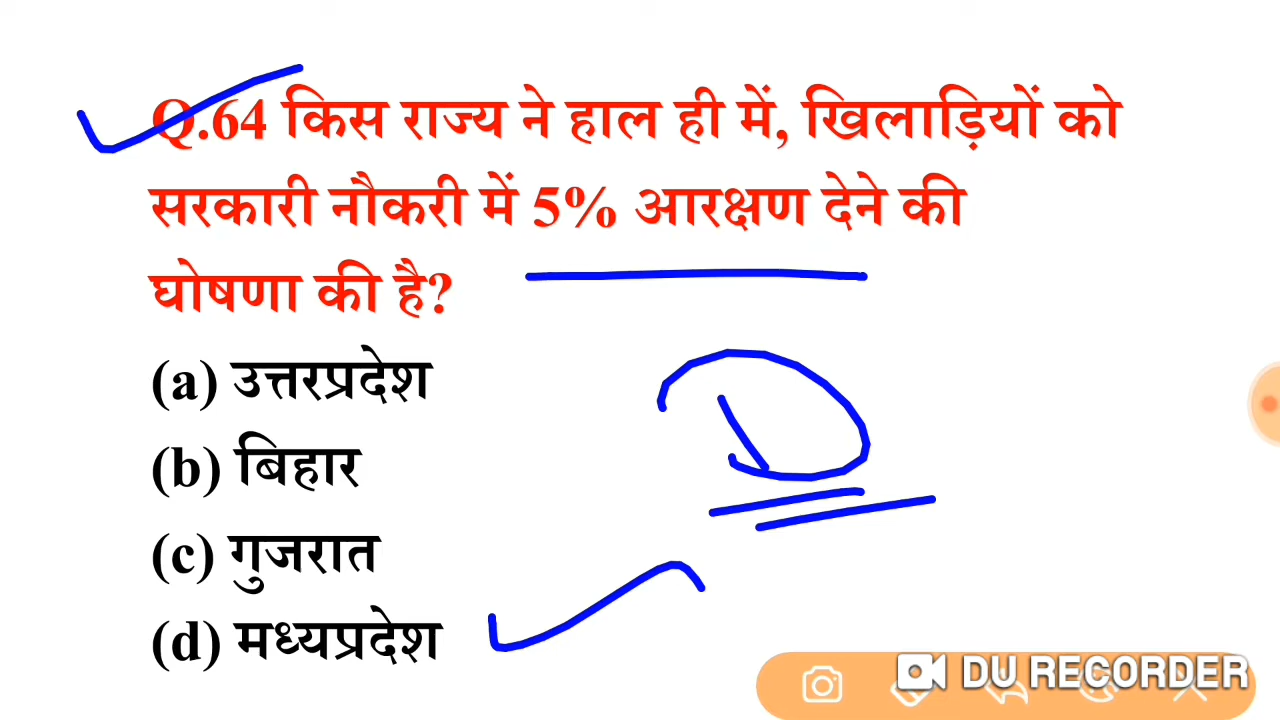 Q.64 किस राज्य ने हाल ही में, खिलाड़ियों को
सरकारी नौकरी में 5% आरक्षण देने की
घोषणा की है?
(a) उत्तरप्रदेश
(b) बिहार
(c) गुजरात
(d) मध्यप्रदेश
D
DU RECORDER